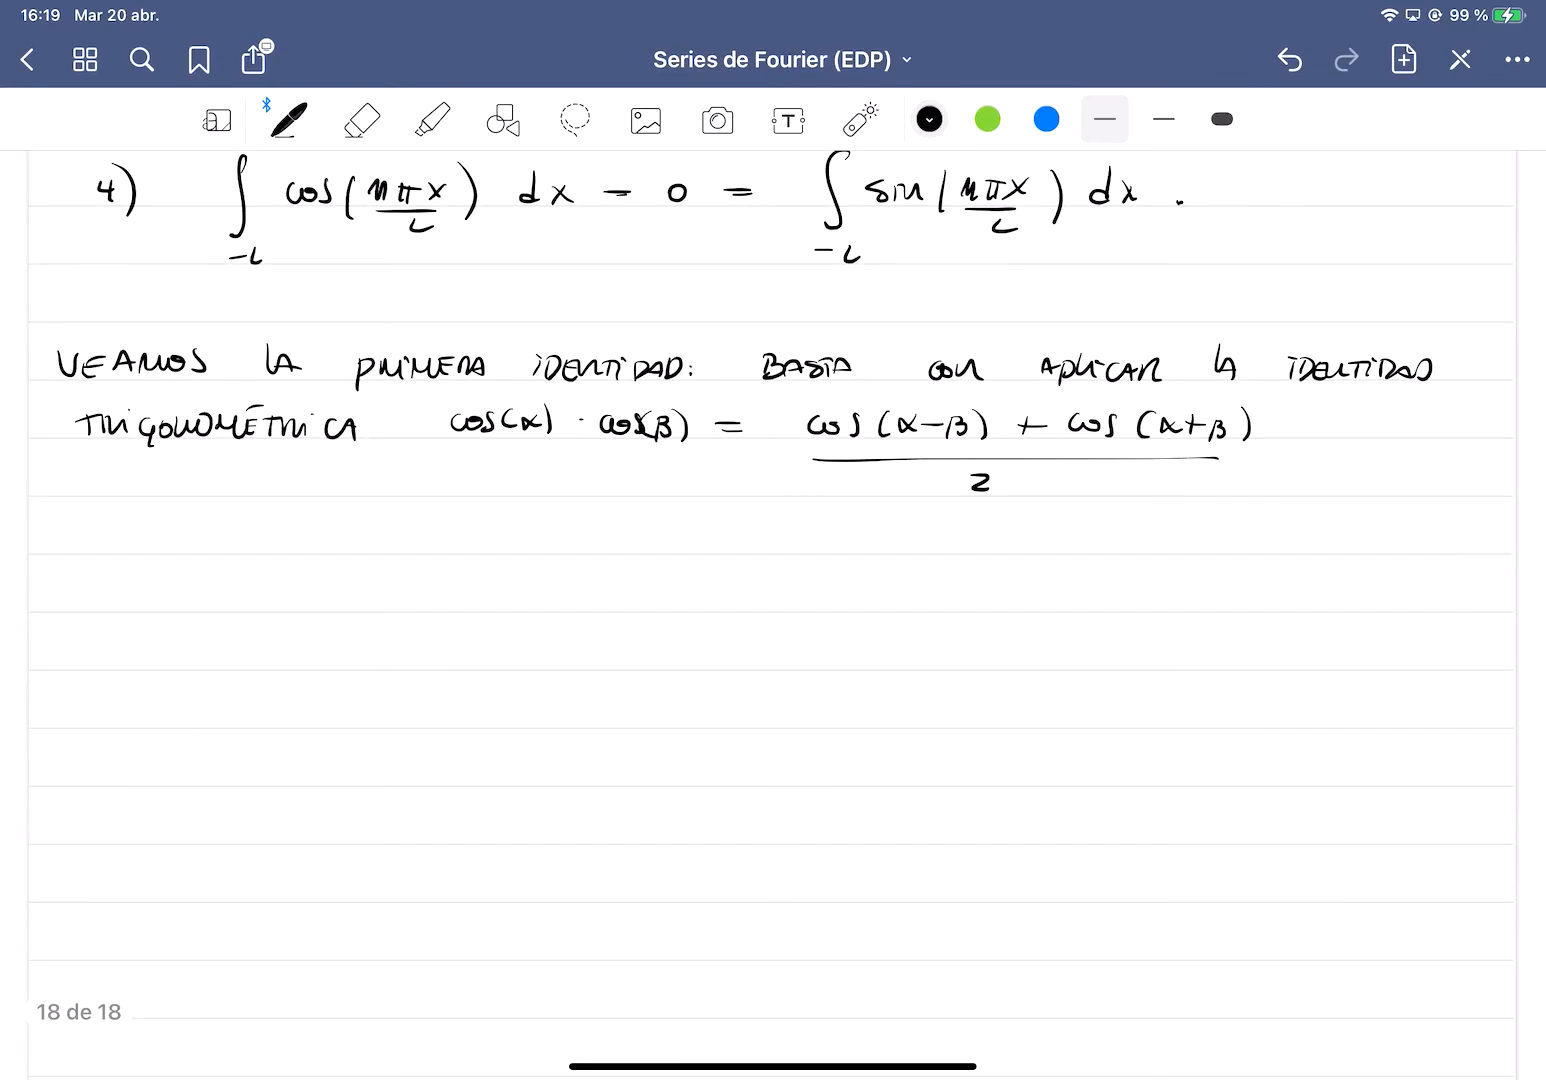 16:19 Mar 20 abr. 99 %
Series de Fourier (EDP)
T
4) ∫ cos(nπx/L) dx = 0 = ∫ sin(nπx/L) dx .
-L -L
VEAMOS LA PRIMERA IDENTIDAD: BASTA CON APLICAR LA IDENTIDAD
TRIGONOMÉTRICA cos(α) · cos(β) = cos(α-β) + cos(α+β)
2
18 de 18